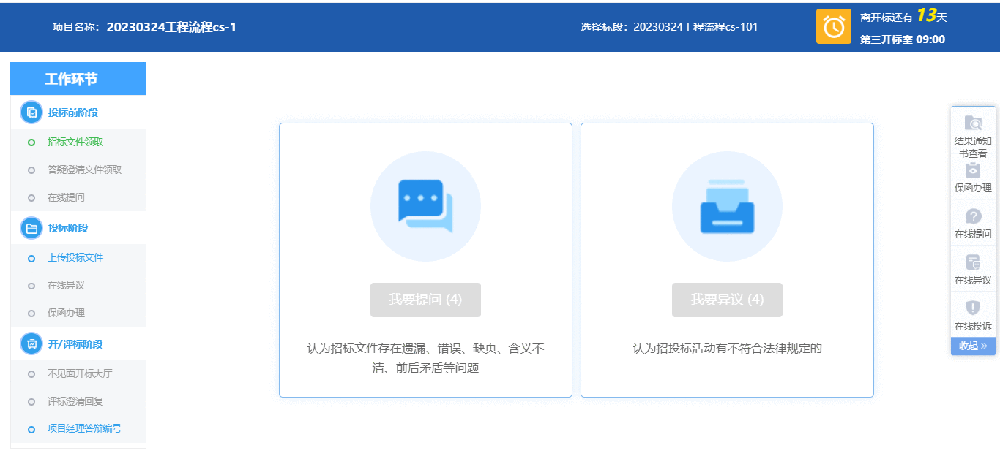 项目名称： 20230324工程流程cs-1
选择标段：20230324工程流程cs-101
离开标还有 13天
第三开标室 09:00
工作环节
投标前阶段
招标文件领取
答疑澄清文件领取
在线提问
投标阶段
上传投标文件
在线异议
保函办理
开/评标阶段
不见面开标大厅
评标澄清回复
项目经理答辩编号
我要提问 (4)
认为招标文件存在遗漏、错误、缺页、含义不
清、前后矛盾等问题
我要异议 (4)
认为招投标活动有不符合法律规定的
结果通知
书查看
保函办理
在线提问
在线异议
在线投诉
收起 »